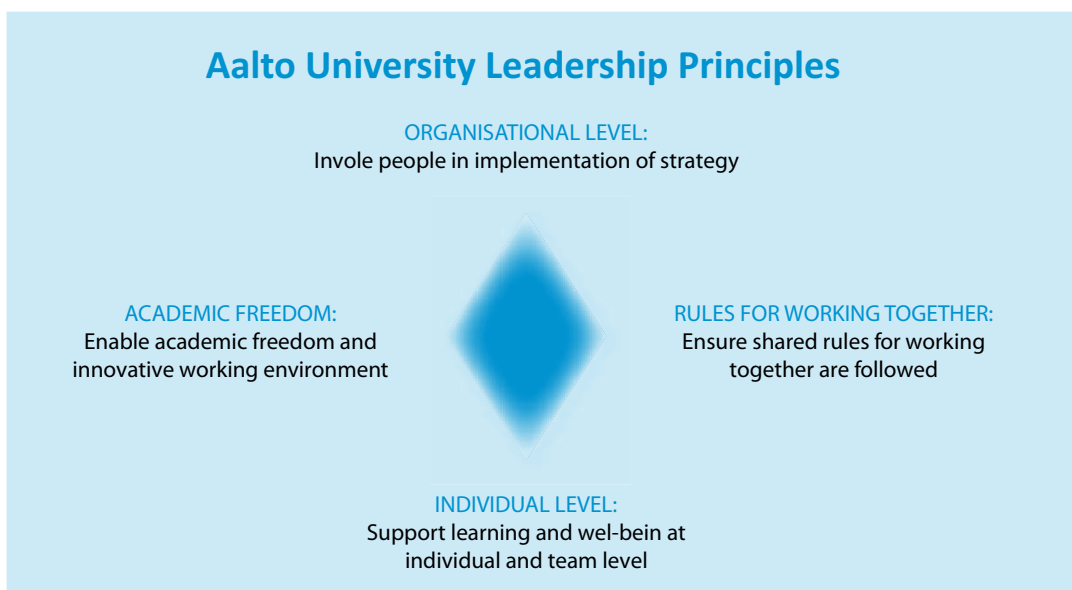 Aalto University Leadership Principles
ORGANISATIONAL LEVEL:
Invole people in implementation of strategy
ACADEMIC FREEDOM:
Enable academic freedom and
innovative working environment
RULES FOR WORKING TOGETHER:
Ensure shared rules for working
together are followed
INDIVIDUAL LEVEL:
Support learning and wel-bein at
individual and team level